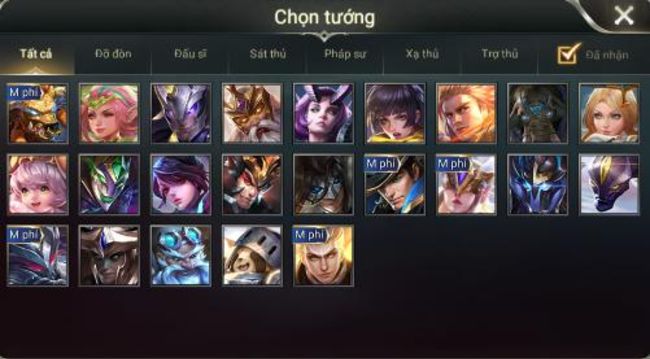 Chọn tướng
Tất cả Đỡ đòn Đấu sĩ Sát thủ Pháp sư Xạ thủ Trợ thủ Đã nhận
M phí
M phí M phí
M phí M phí